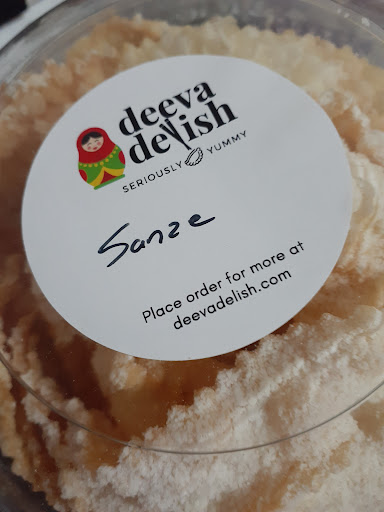 deeva
delish
SERIOUSLY YUMMY
Sanze
Place order for more at
deevadelish.com